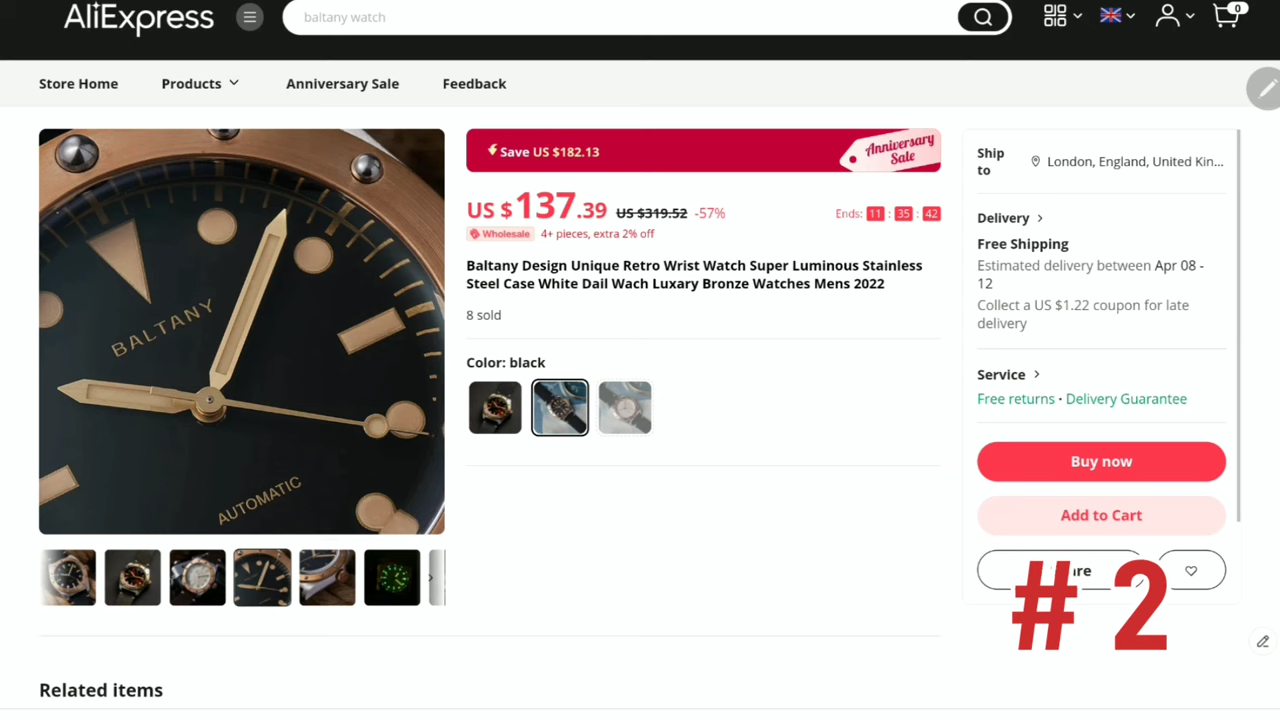 AliExpress
baltany watch
0
Store Home
Products
Anniversary Sale
Feedback
BALTANY
AUTOMATIC
Save US $182.13
Anniversary
Sale
US $137.39 US $319.52 -57%
Ends: 11 : 35 : 42
Wholesale 4+ pieces, extra 2% off
Baltany Design Unique Retro Wrist Watch Super Luminous Stainless
Steel Case White Dail Wach Luxary Bronze Watches Mens 2022
8 sold
Color: black
Ship
to
London, England, United Kin...
Delivery
Free Shipping
Estimated delivery between Apr 08 -
12
Collect a US $1.22 coupon for late
delivery
Service
Free returns · Delivery Guarantee
Buy now
Add to Cart
# 2
Related items